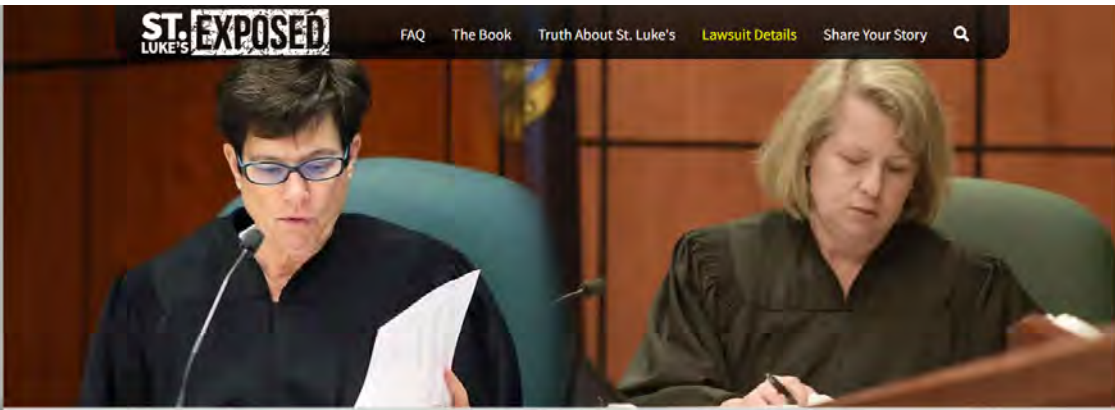 ST. LUKE'S EXPOSED
FAQ The Book Truth About St. Luke's Lawsuit Details Share Your Story